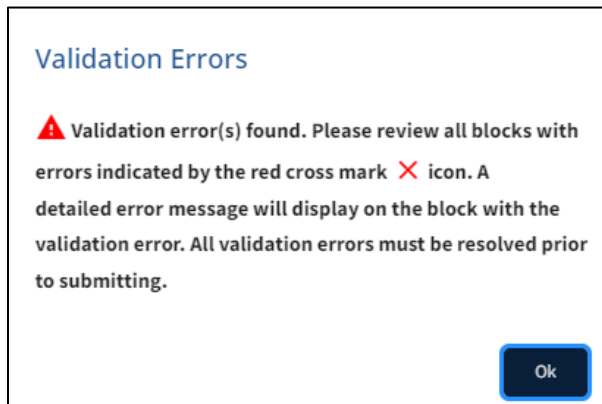 Validation Errors
Validation error(s) found. Please review all blocks with
errors indicated by the red cross mark icon. A
detailed error message will display on the block with the
validation error. All validation errors must be resolved prior
to submitting.
Ok